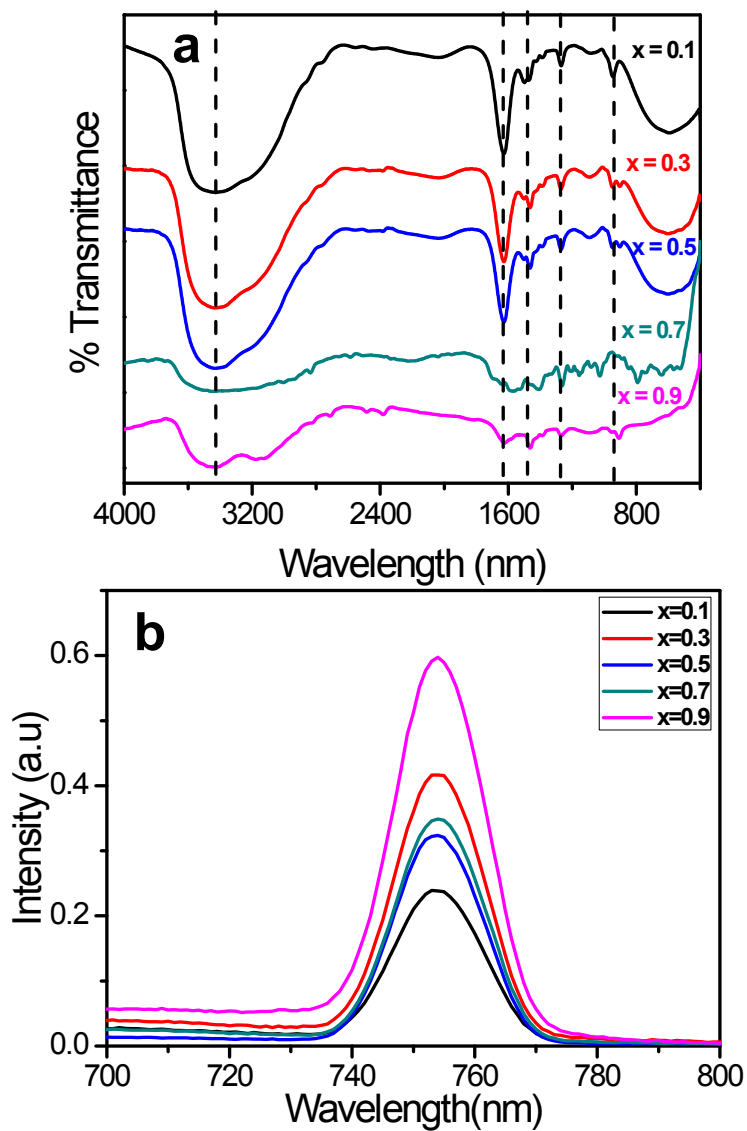 a
x = 0.1
x = 0.3
x = 0.5
x = 0.7
x = 0.9
% Transmittance
4000 3200 2400 1600 800
Wavelength (nm)
b
x=0.1
x=0.3
x=0.5
x=0.7
x=0.9
0.6
0.4
0.2
0.0
Intensity (a.u)
700 720 740 760 780 800
Wavelength(nm)